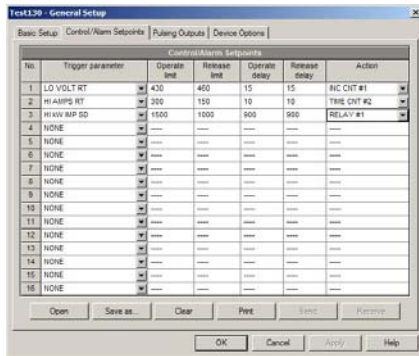 Test130 - General Setup
Basic Setup Control/Alarm Setpoints Pulsing Outputs Device Options
Control/Alarm Setpoints
No. Trigger parameter Operate limit Release limit Operate delay Release delay Action
1 LO VOLT RT 430 460 15 15 INC CNT #1
2 HI AMPS RT 300 150 10 10 TIME CNT #2
3 HI kW IMP SD 1500 1000 900 900 RELAY #1
4 NONE ---- ---- ---- ----
5 NONE ---- ---- ---- ----
6 NONE ---- ---- ---- ----
7 NONE ---- ---- ---- ----
8 NONE ---- ---- ---- ----
9 NONE ---- ---- ---- ----
10 NONE ---- ---- ---- ----
11 NONE ---- ---- ---- ----
12 NONE ---- ---- ---- ----
13 NONE ---- ---- ---- ----
14 NONE ---- ---- ---- ----
15 NONE ---- ---- ---- ----
16 NONE ---- ---- ---- ----
Open Save as... Clear Print Send Receive
OK Cancel Apply Help